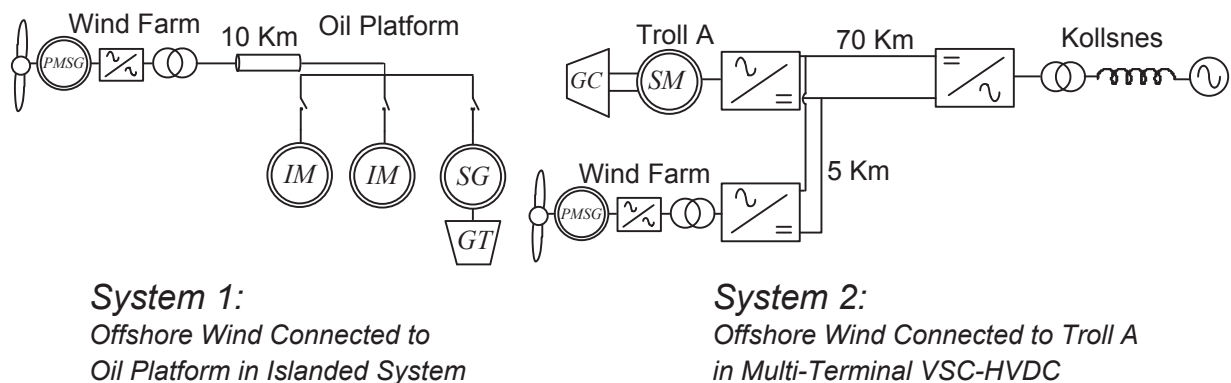 Wind Farm
Oil Platform
10 Km
PMSG
IM
IM
SG
GT
System 1:
Offshore Wind Connected to
Oil Platform in Islanded System
Troll A
70 Km
Kollsnes
GC
SM
Wind Farm
5 Km
PMSG
System 2:
Offshore Wind Connected to Troll A
in Multi-Terminal VSC-HVDC